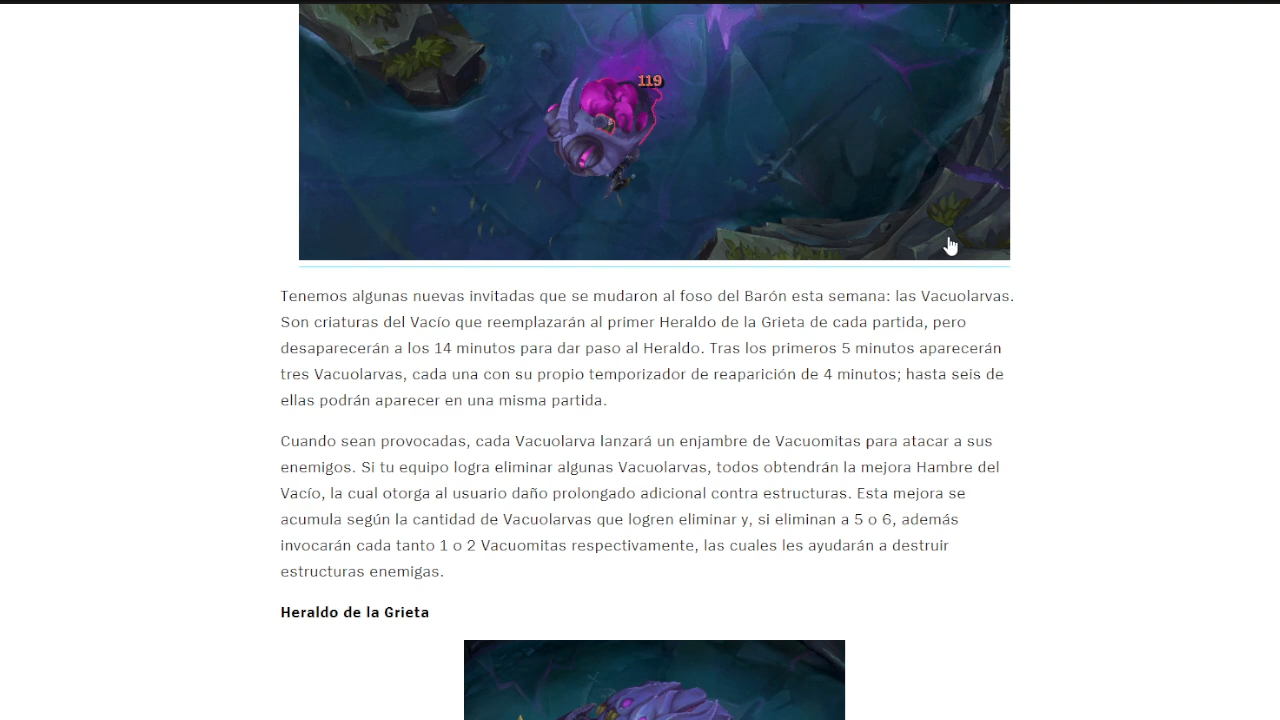 119
Tenemos algunas nuevas invitadas que se mudaron al foso del Barón esta semana: las Vacuolarvas.
Son criaturas del Vacío que reemplazarán al primer Heraldo de la Grieta de cada partida, pero
desaparecerán a los 14 minutos para dar paso al Heraldo. Tras los primeros 5 minutos aparecerán
tres Vacuolarvas, cada una con su propio temporizador de reaparición de 4 minutos; hasta seis de
ellas podrán aparecer en una misma partida.
Cuando sean provocadas, cada Vacuolarva lanzará un enjambre de Vacuomitas para atacar a sus
enemigos. Si tu equipo logra eliminar algunas Vacuolarvas, todos obtendrán la mejora Hambre del
Vacío, la cual otorga al usuario daño prolongado adicional contra estructuras. Esta mejora se
acumula según la cantidad de Vacuolarvas que logren eliminar y, si eliminan a 5 o 6, además
invocarán cada tanto 1 o 2 Vacuomitas respectivamente, las cuales les ayudarán a destruir
estructuras enemigas.
Heraldo de la Grieta